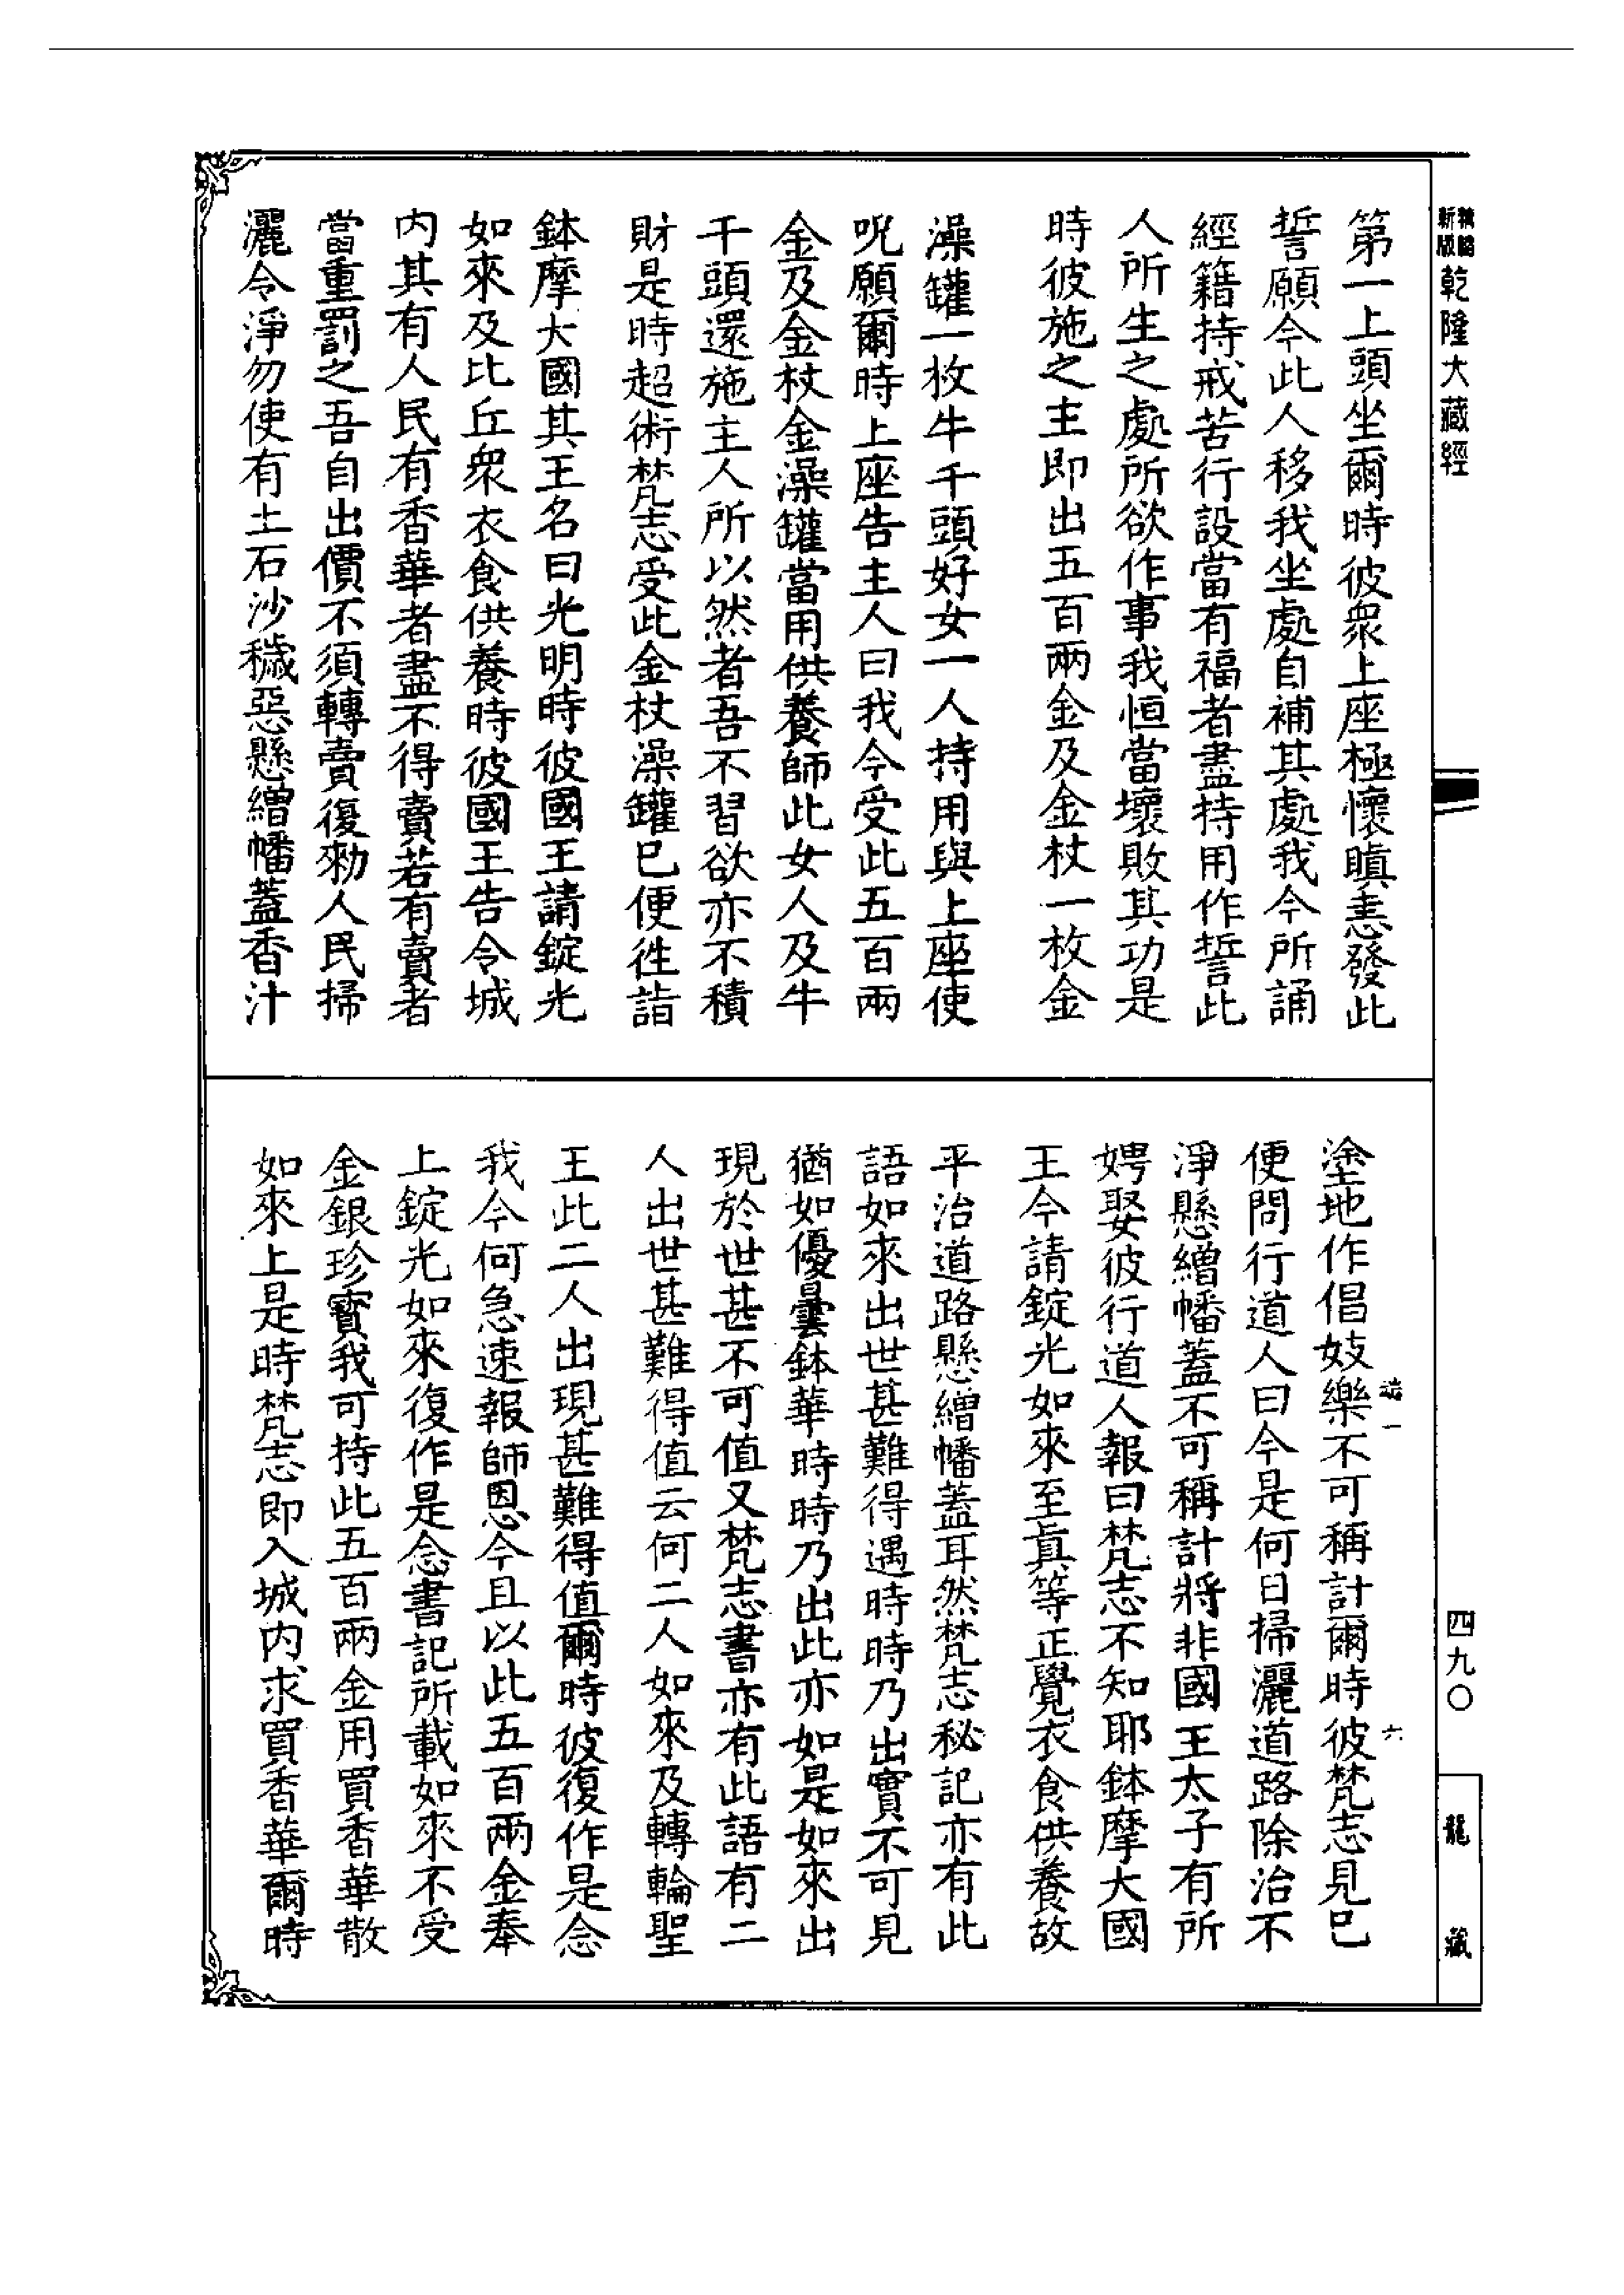 精縮
新版
乾隆大藏經
第一上頭坐爾時彼衆上座極懷瞋恚發此
誓願今此人移我坐處自補其處我今所誦
經籍持戒苦行設當有福者盡持用作誓此
人所生之處所欲作事我恒當壞敗其功是
時彼施之主即出五百兩金及金杖一枚金
澡罐一枚牛千頭好女一人持用與上座使
呪願爾時上座告主人曰我今受此五百兩
金及金杖金澡罐當用供養師此女人及牛
千頭還施主人所以然者吾不習欲亦不積
財是時超術梵志受此金杖澡罐已便往詣
鉢摩大國其王名曰光明時彼國王請錠光
如來及比丘衆衣食供養時彼國王告令城
内其有人民有香華者盡不得賣若有賣者
當重罰之吾自出價不須轉賣復勑人民掃
灑令淨勿使有土石沙穢惡懸繒幡蓋香汁
塗地作倡妓樂不可稱計爾時彼梵志見已
便問行道人曰今是何日掃灑道路除治不
淨懸繒幡蓋不可稱計將非國王太子有所
娉娶彼行道人報曰梵志不知耶鉢摩大國
王今請錠光如來至眞等正覺衣食供養故
平治道路懸繒幡蓋耳然梵志秘記亦有此
語如來出世甚難得遇時時乃出實不可見
猶如優曇鉢華時時乃出此亦如是如來出
現於世甚不可值又梵志書亦有此語有二
人出世甚難得值云何二人如來及轉輪聖
王此二人出現甚難得值爾時彼復作是念
我今何急速報師恩今且以此五百兩金奉
上錠光如來復作是念書記所載如來不受
金銀珍寳我可持此五百兩金用買香華散
如來上是時梵志即入城内求買香華爾時
一
六
四九〇
龍藏